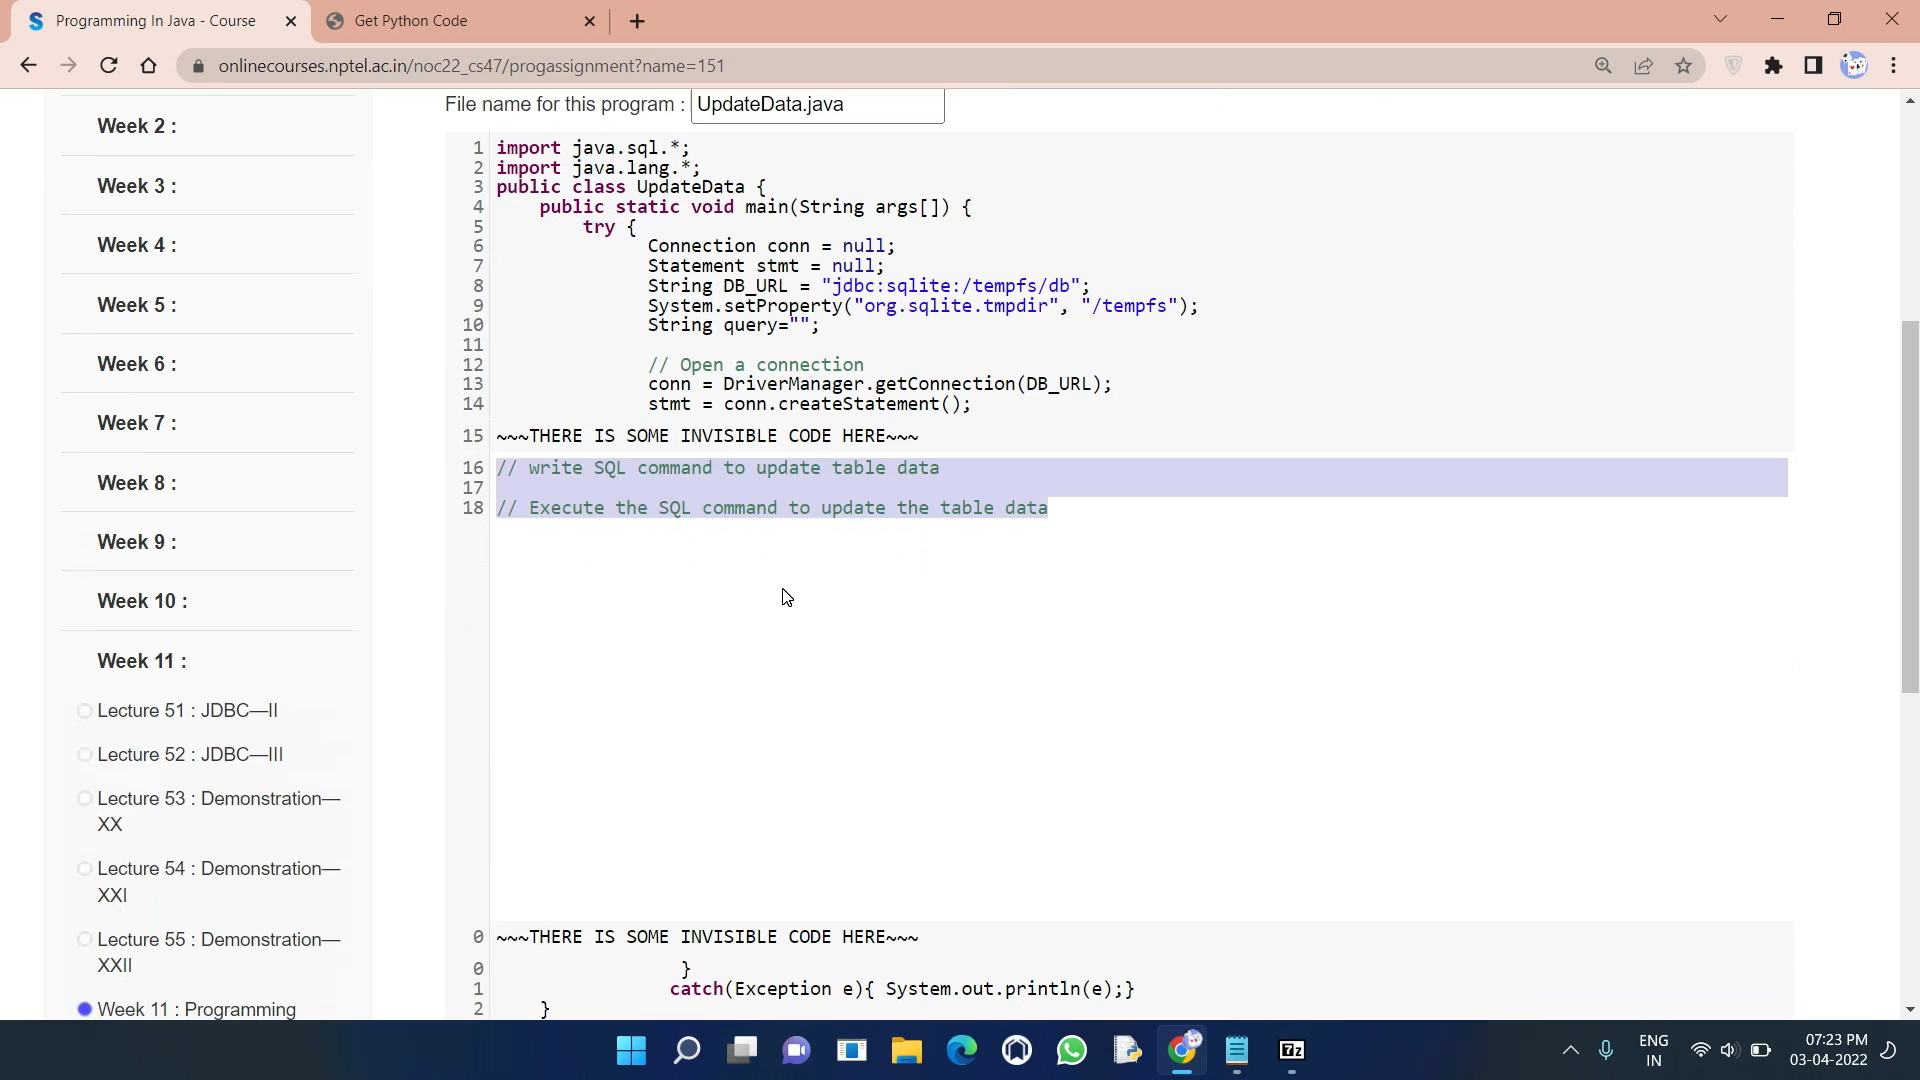 Programming In Java - Course
Get Python Code
onlinecourses.nptel.ac.in/noc22_cs47/progassignment?name=151
Week 2 :
Week 3 :
Week 4 :
Week 5 :
Week 6 :
Week 7 :
Week 8 :
Week 9 :
Week 10 :
Week 11 :
Lecture 51 : JDBC—II
Lecture 52 : JDBC—III
Lecture 53 : Demonstration—
XX
Lecture 54 : Demonstration—
XXI
Lecture 55 : Demonstration—
XXII
Week 11 : Programming
File name for this program : UpdateData.java
1 import java.sql.*;
2 import java.lang.*;
3 public class UpdateData {
4 public static void main(String args[]) {
5 try {
6 Connection conn = null;
7 Statement stmt = null;
8 String DB_URL = "jdbc:sqlite:/tempfs/db";
9 System.setProperty("org.sqlite.tmpdir", "/tempfs");
10 String query="";
11
12 // Open a connection
13 conn = DriverManager.getConnection(DB_URL);
14 stmt = conn.createStatement();
15 ~~~THERE IS SOME INVISIBLE CODE HERE~~~
16 // write SQL command to update table data
17
18 // Execute the SQL command to update the table data
0 ~~~THERE IS SOME INVISIBLE CODE HERE~~~
0 }
1 catch(Exception e){ System.out.println(e);}
2 }
7z
ENG
IN
07:23 PM
03-04-2022